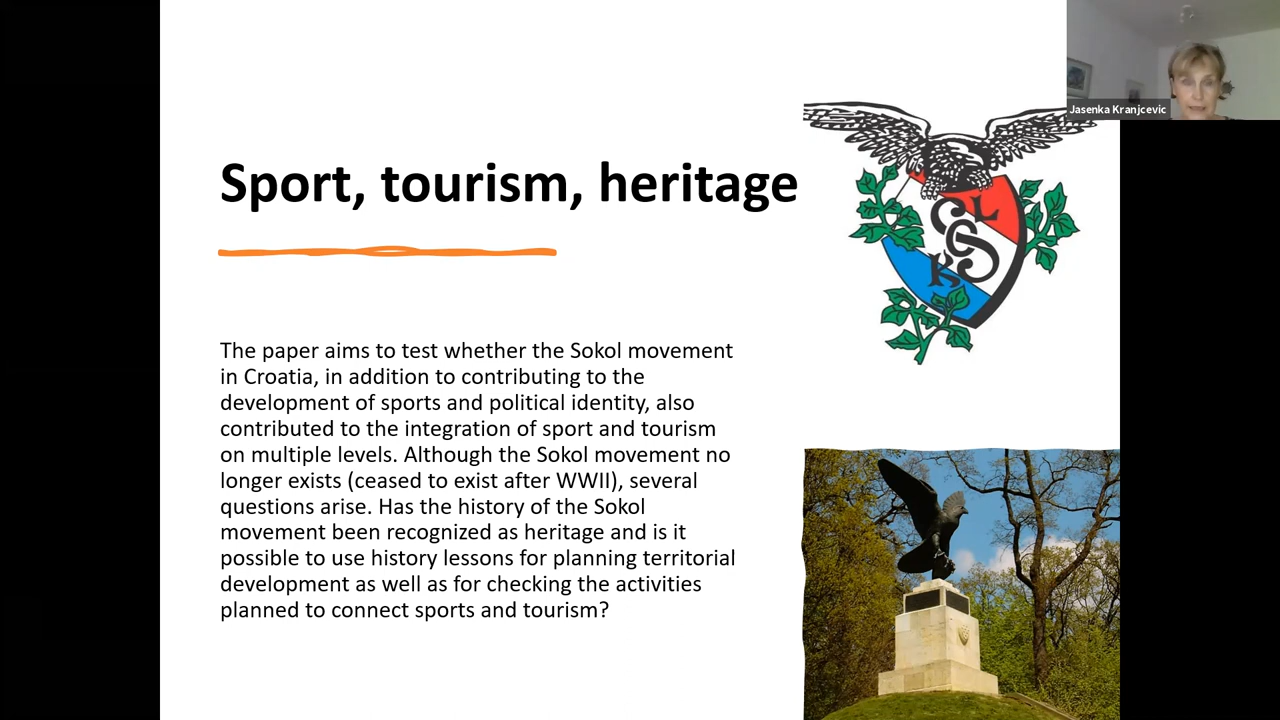 Jasenka Kranjcevic
Sport, tourism, heritage
L
S
C
S
K
The paper aims to test whether the Sokol movement
in Croatia, in addition to contributing to the
development of sports and political identity, also
contributed to the integration of sport and tourism
on multiple levels. Although the Sokol movement no
longer exists (ceased to exist after WWII), several
questions arise. Has the history of the Sokol
movement been recognized as heritage and is it
possible to use history lessons for planning territorial
development as well as for checking the activities
planned to connect sports and tourism?